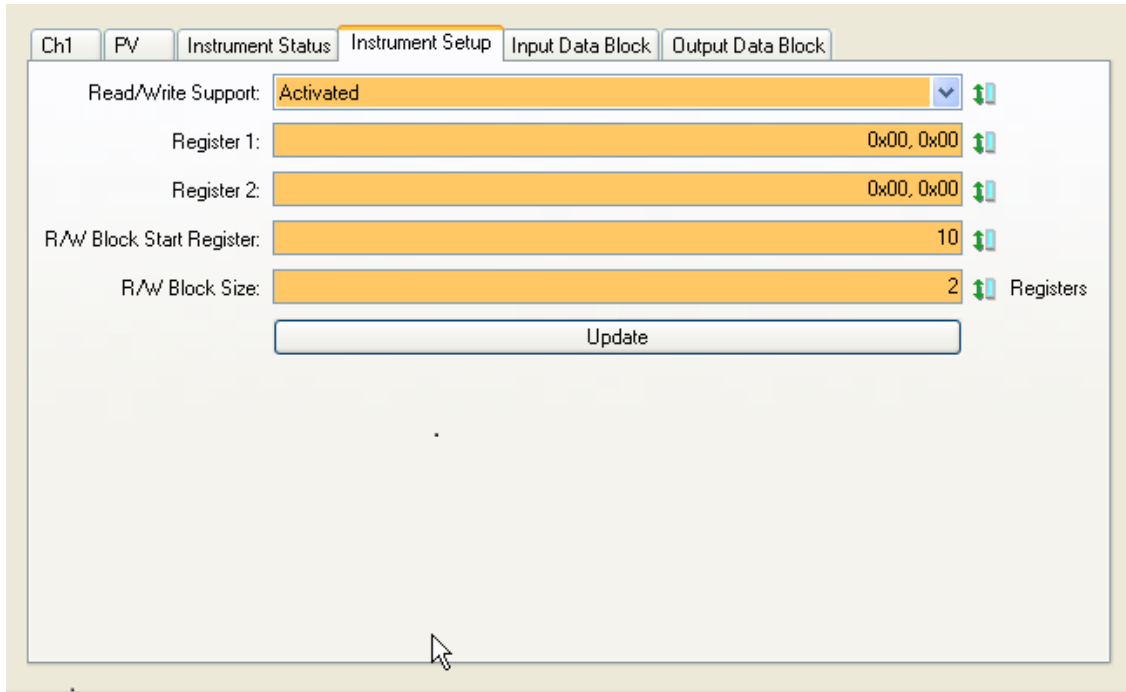 Ch1 PV Instrument Status Instrument Setup Input Data Block Output Data Block
Read/Write Support: Activated
Register 1: 0x00, 0x00
Register 2: 0x00, 0x00
R/W Block Start Register: 10
R/W Block Size: 2 Registers
Update